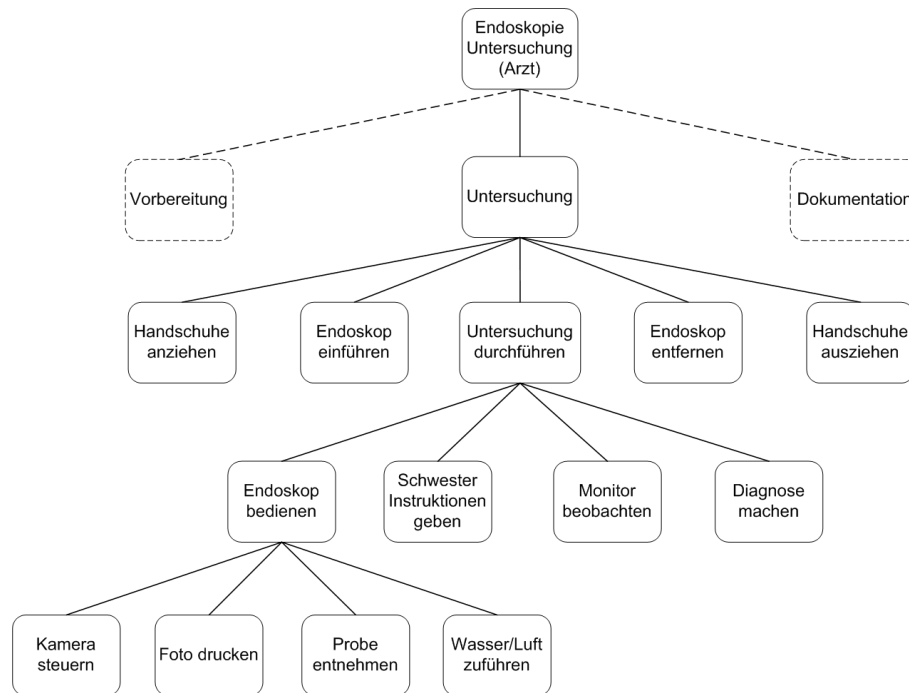 Endoskopie
Untersuchung
(Arzt)
Vorbereitung
Untersuchung
Dokumentation
Handschuhe
anziehen
Endoskop
einführen
Untersuchung
durchführen
Endoskop
entfernen
Handschuhe
ausziehen
Endoskop
bedienen
Schwester
Instruktionen
geben
Monitor
beobachten
Diagnose
machen
Kamera
steuern
Foto drucken
Probe
entnehmen
Wasser/Luft
zuführen